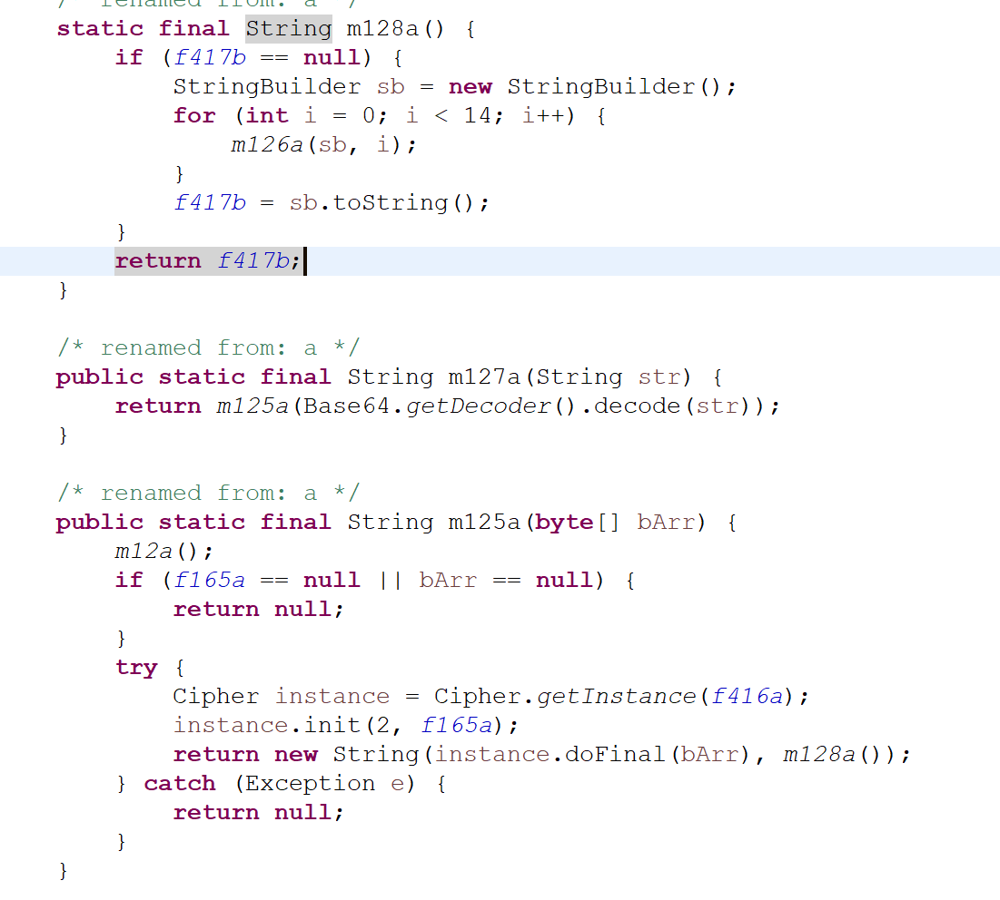 /* renamed from: a */
static final String m128a() {
    if (f417b == null) {
        StringBuilder sb = new StringBuilder();
        for (int i = 0; i < 14; i++) {
            m126a(sb, i);
        }
        f417b = sb.toString();
    }
    return f417b;
}

/* renamed from: a */
public static final String m127a(String str) {
    return m125a(Base64.getDecoder().decode(str));
}

/* renamed from: a */
public static final String m125a(byte[] bArr) {
    m12a();
    if (f165a == null || bArr == null) {
        return null;
    }
    try {
        Cipher instance = Cipher.getInstance(f416a);
        instance.init(2, f165a);
        return new String(instance.doFinal(bArr), m128a());
    } catch (Exception e) {
        return null;
    }
}